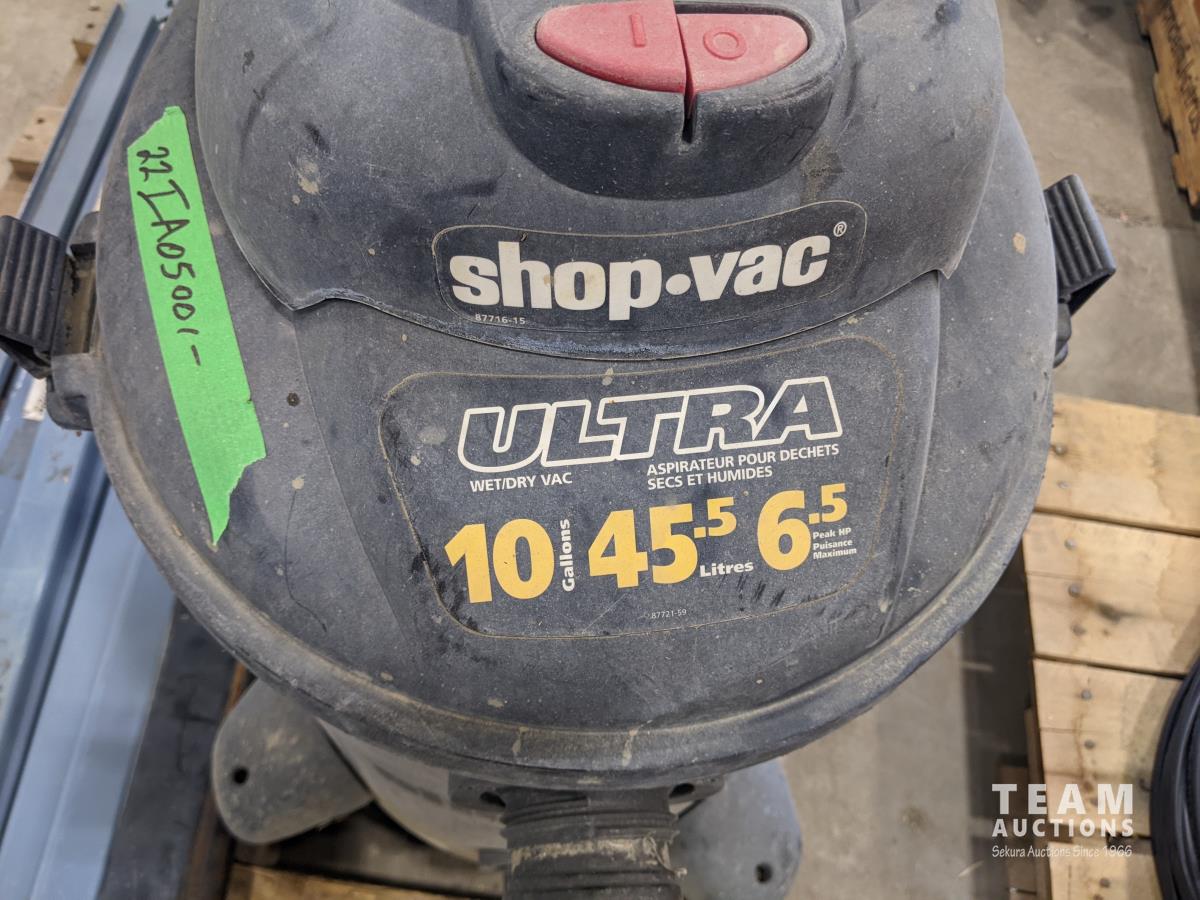 I O
22IA05001-
shop·vac®
87716-15
ULTRA
WET/DRY VAC
ASPIRATEUR POUR DECHETS
SECS ET HUMIDES
10 Gallons 45.5 Litres 6.5 Peak HP
Puisance
Maximum
87721-59
TEAM
AUCTIONS
Sekura Auctions Since 1966